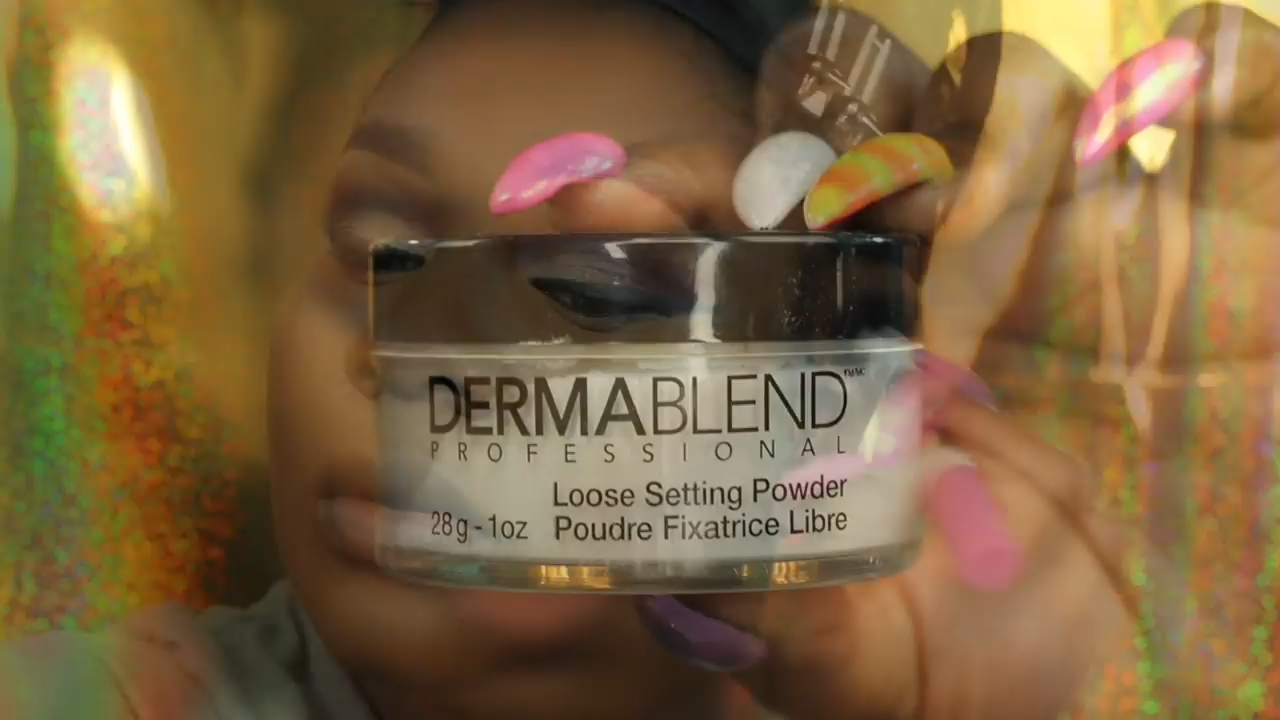 DERMABLEND
PROFESSIONAL
Loose Setting Powder
28g - 1oz Poudre Fixatrice Libre